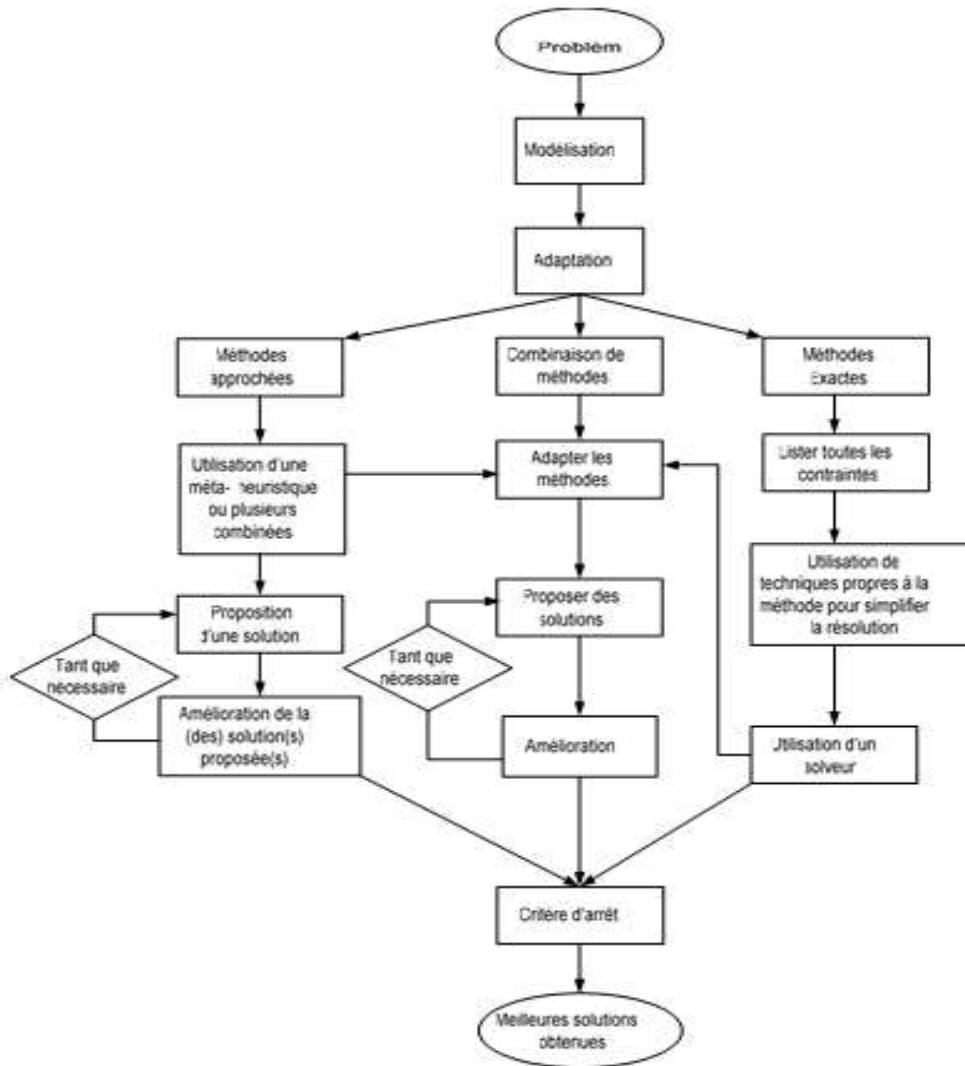 Problém
Modélisation
Adaptation
Méthodes
approchées
Combinaison de
méthodes
Méthodes
Exactes
Utilisation d'une
méta- heuristique
ou plusieurs
combinées
Adapter les
méthodes
Lister toutes les
contraintes
Utilisation de
techniques propres à la
méthode pour simplifier
la résolution
Proposition
d'une solution
Proposer des
solutions
Tant que
nécessaire
Tant que
nécessaire
Amélioration de la
(des) solution(s)
proposée(s)
Amélioration
Utilisation d'un
solveur
Critère d'arrêt
Meilleures solutions
obtenues